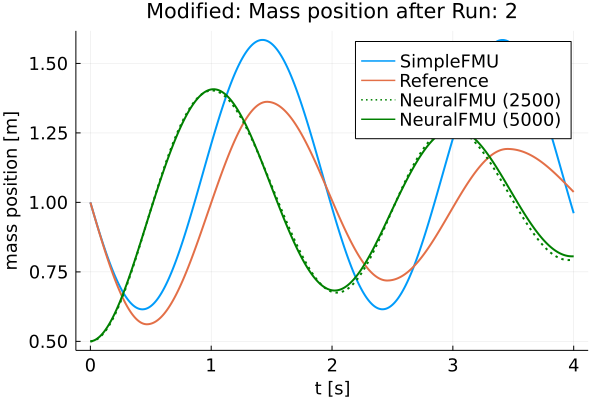 Modified: Mass position after Run: 2
mass position [m]
1.50
1.25
1.00
0.75
0.50
SimpleFMU
Reference
NeuralFMU (2500)
NeuralFMU (5000)
0 1 2 3 4
t [s]